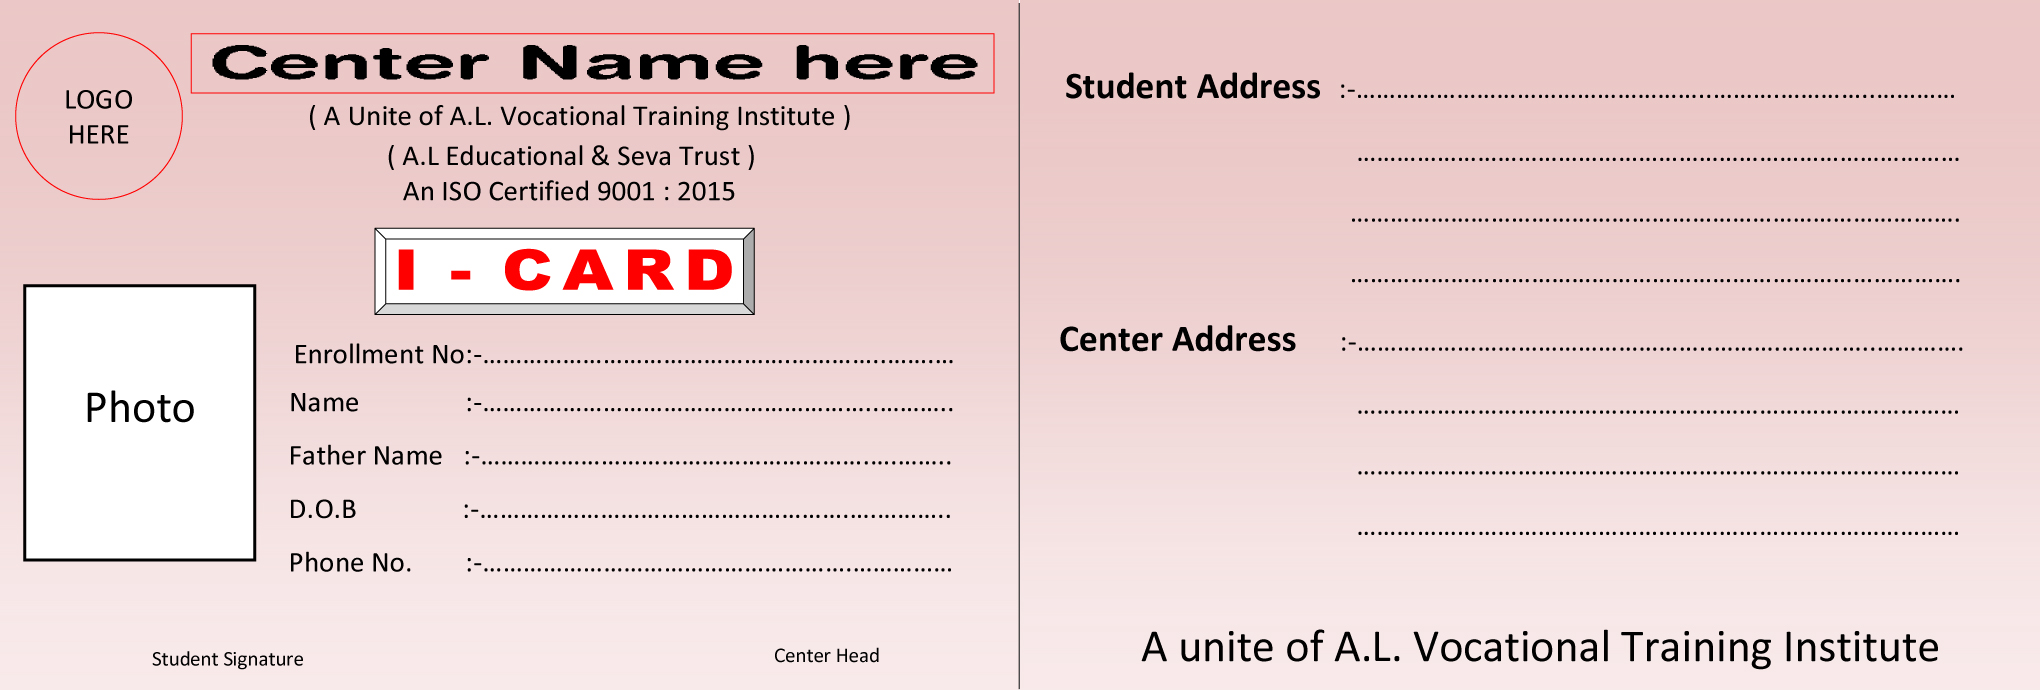 LOGO
HERE
Center Name here
( A Unite of A.L. Vocational Training Institute )
( A.L Educational & Seva Trust )
An ISO Certified 9001 : 2015
I - CARD
Photo
Enrollment No:-........................................................
Name :-........................................................
Father Name :-........................................................
D.O.B :-........................................................
Phone No. :-........................................................
Student Signature
Center Head
Student Address :-........................................................
........................................................
........................................................
........................................................
Center Address :-........................................................
........................................................
........................................................
........................................................
A unite of A.L. Vocational Training Institute